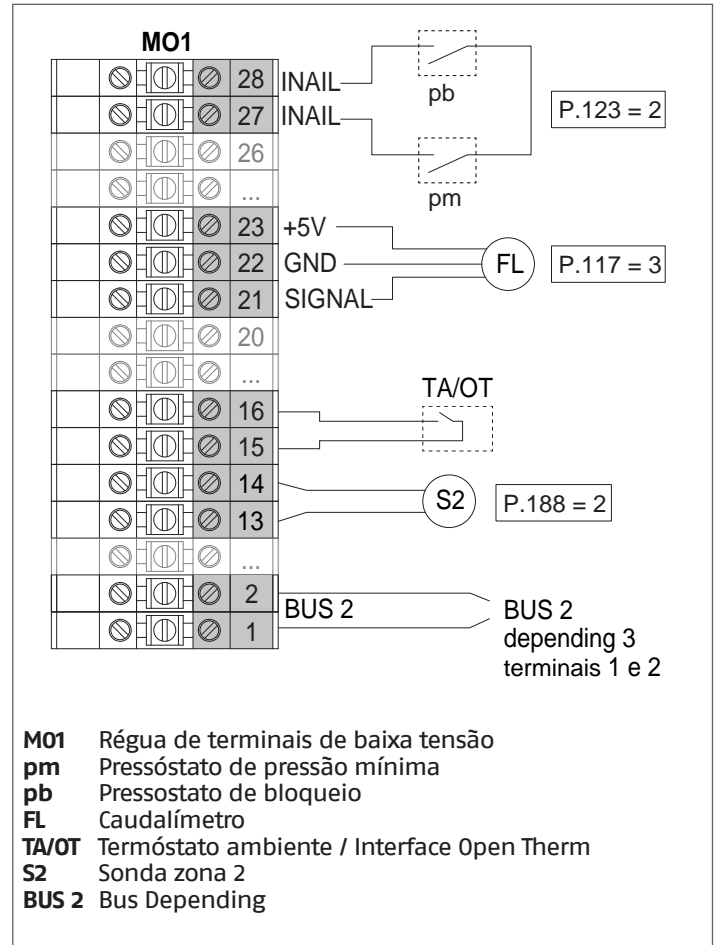 MO1
28 INAIL
pb
27 INAIL
P.123 = 2
26
...
pm
23 +5V
22 GND
FL
P.117 = 3
21 SIGNAL
20
...
TA/OT
16
15
14
S2
P.188 = 2
13
...
2
BUS 2
1
BUS 2
depending 3
terminais 1 e 2
M01 Régua de terminais de baixa tensão
pm Pressóstato de pressão mínima
pb Pressostato de bloqueio
FL Caudalímetro
TA/OT Termóstato ambiente / Interface Open Therm
S2 Sonda zona 2
BUS 2 Bus Depending